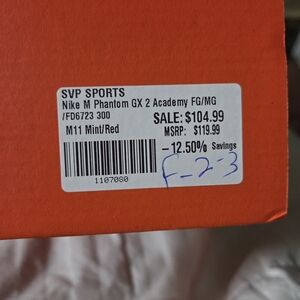 SVP SPORTS
Nike M Phantom GX 2 Academy FG/MG
/FD6723 300
SALE: $104.99
M11 Mint/Red
MSRP: $119.99
-12.50% Savings
1107080
F-2-3